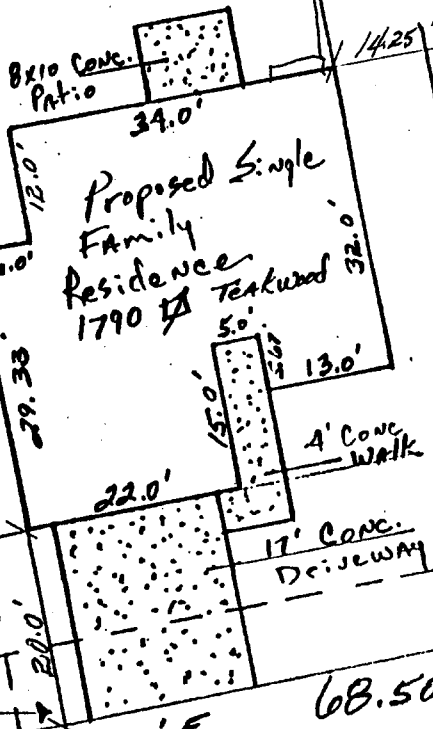 8x10 Conc.
Patio
14.25
34.0'
12.0'
Proposed Single
Family
Residence
1790 Teakwood
32.0'
5.0'
13.0'
29.33'
15.0'
4' Conc
Walk
22.0'
17' Conc.
Driveway
20.0'
68.50